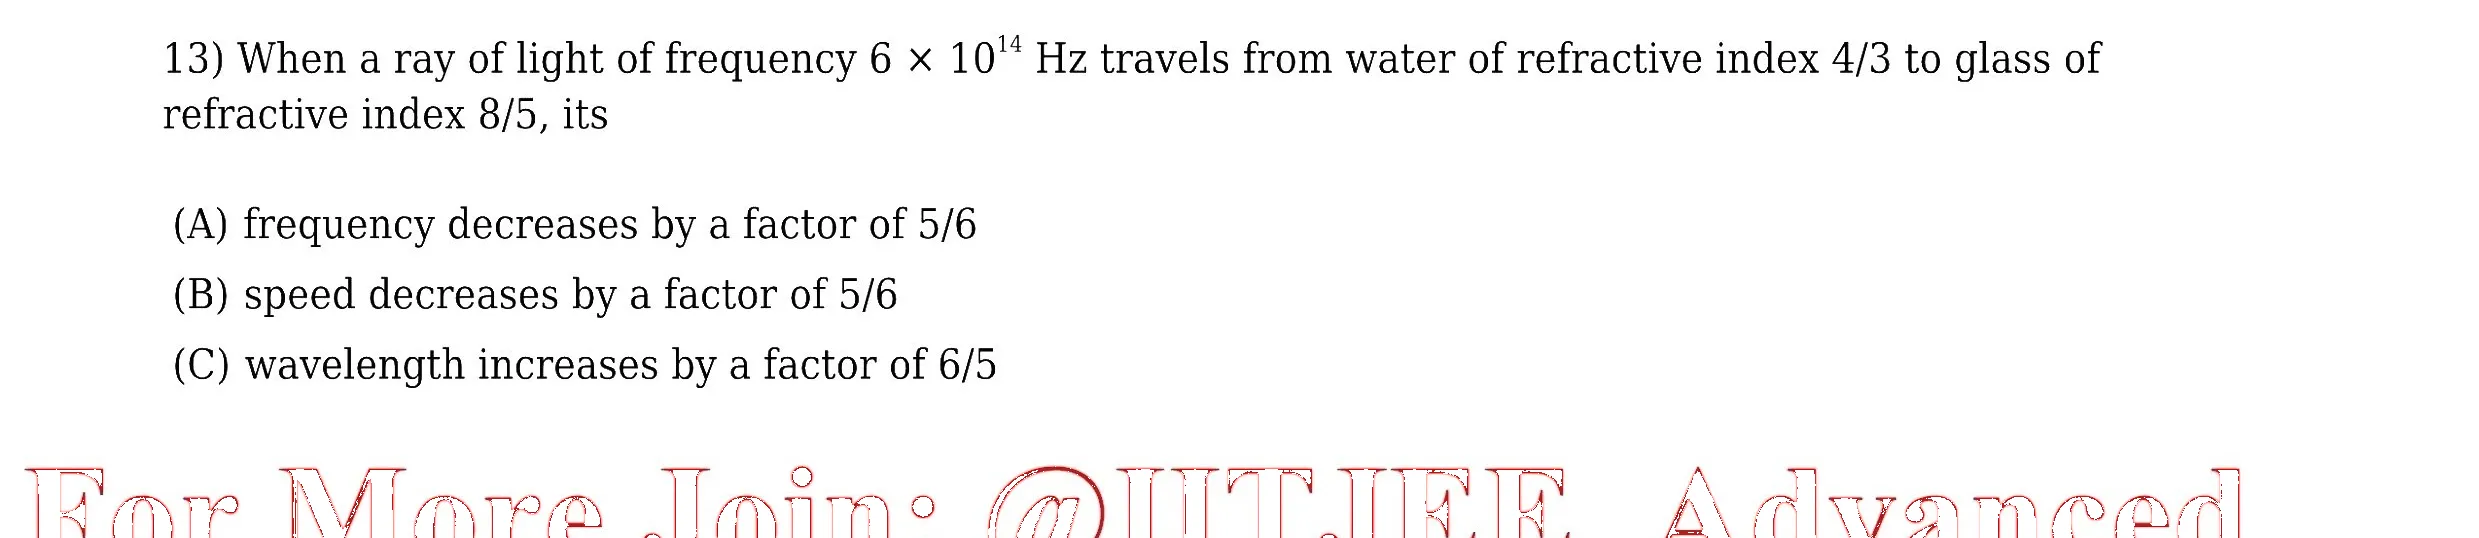 13) When a ray of light of frequency 6 × 10¹⁴ Hz travels from water of refractive index 4/3 to glass of
refractive index 8/5, its
(A) frequency decreases by a factor of 5/6
(B) speed decreases by a factor of 5/6
(C) wavelength increases by a factor of 6/5
For More Join: @IITJEE_Advanced